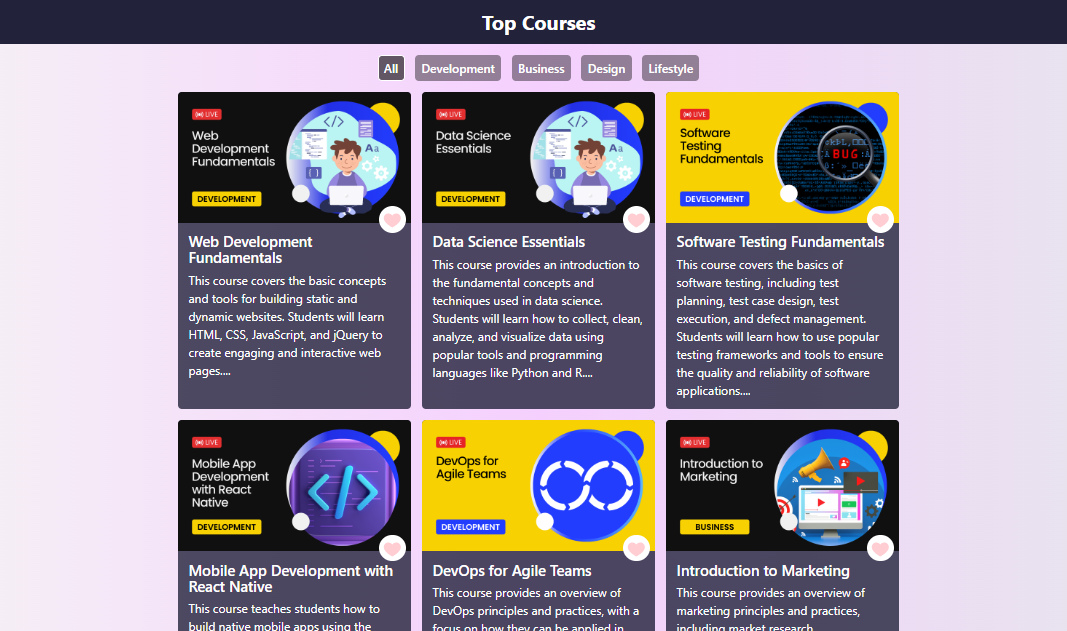 Top Courses
All
Development
Business
Design
Lifestyle
LIVE
Web
Development
Fundamentals
Aa
DEVELOPMENT
Web Development
Fundamentals
This course covers the basic concepts
and tools for building static and
dynamic websites. Students will learn
HTML, CSS, JavaScript, and jQuery to
create engaging and interactive web
pages....
LIVE
Data Science
Essentials
Aa
DEVELOPMENT
Data Science Essentials
This course provides an introduction to
the fundamental concepts and
techniques used in data science.
Students will learn how to collect, clean,
analyze, and visualize data using
popular tools and programming
languages like Python and R....
LIVE
Software
Testing
Fundamentals
BUG
DEVELOPMENT
Software Testing Fundamentals
This course covers the basics of
software testing, including test
planning, test case design, test
execution, and defect management.
Students will learn how to use popular
testing frameworks and tools to ensure
the quality and reliability of software
applications....
LIVE
Mobile App
Development
with React
Native
</>
DEVELOPMENT
Mobile App Development with
React Native
This course teaches students how to
build native mobile apps using the
LIVE
DevOps for
Agile Teams
DEVELOPMENT
DevOps for Agile Teams
This course provides an overview of
DevOps principles and practices, with a
focus on how they can be applied in
LIVE
Introduction to
Marketing
BUSINESS
Introduction to Marketing
This course provides an overview of
marketing principles and practices,
including market research,